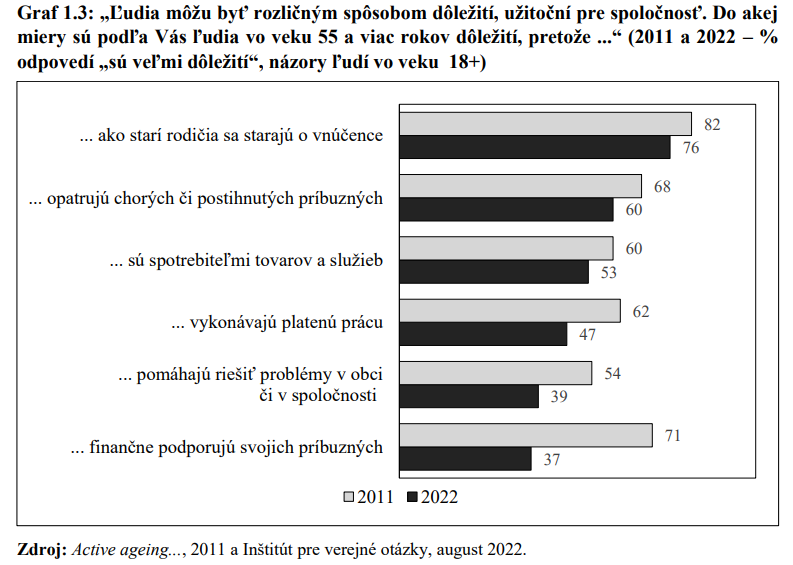 Graf 1.3: „Ľudia môžu byť rozličným spôsobom dôležití, užitoční pre spoločnosť. Do akej
miery sú podľa Vás ľudia vo veku 55 a viac rokov dôležití, pretože ...“ (2011 a 2022 – %
odpovedí „sú veľmi dôležití“, názory ľudí vo veku 18+)
... ako starí rodičia sa starajú o vnúčence
82
76
... opatrujú chorých či postihnutých príbuzných
68
60
... sú spotrebiteľmi tovarov a služieb
60
53
... vykonávajú platenú prácu
62
47
... pomáhajú riešiť problémy v obci
či v spoločnosti
54
39
... finančne podporujú svojich príbuzných
71
37
2011 2022
Zdroj: Active ageing..., 2011 a Inštitút pre verejné otázky, august 2022.